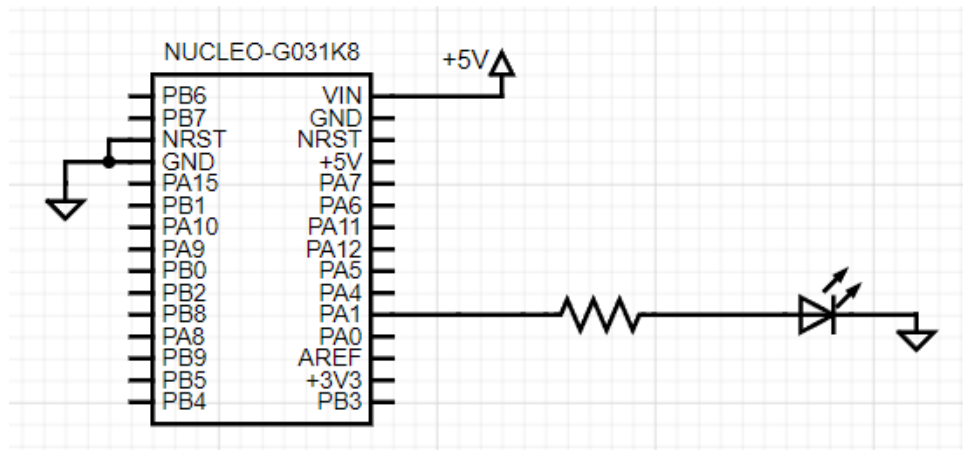 NUCLEO-G031K8
+5V
PB6 VIN
PB7 GND
NRST NRST
GND +5V
PA15 PA7
PB1 PA6
PA10 PA11
PA9 PA12
PB0 PA5
PB2 PA4
PB8 PA1
PA8 PA0
PB9 AREF
PB5 +3V3
PB4 PB3